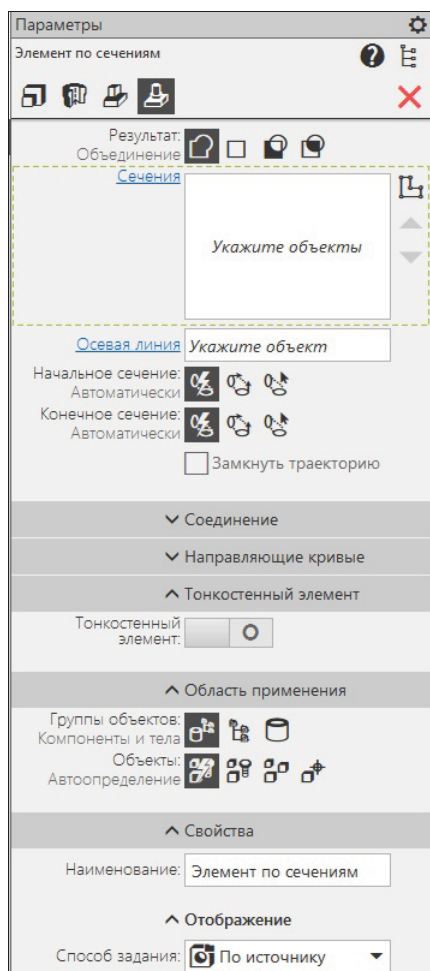 Параметры
Элемент по сечениям
Результат:
Объединение
Сечения
Укажите объекты
Осевая линия
Укажите объект
Начальное сечение:
Автоматически
Конечное сечение:
Автоматически
Замкнуть траекторию
Соединение
Направляющие кривые
Тонкостенный элемент
Тонкостенный
элемент:
Область применения
Группы объектов:
Компоненты и тела
Объекты:
Автоопределение
Свойства
Наименование: Элемент по сечениям
Отображение
Способ задания: По источнику